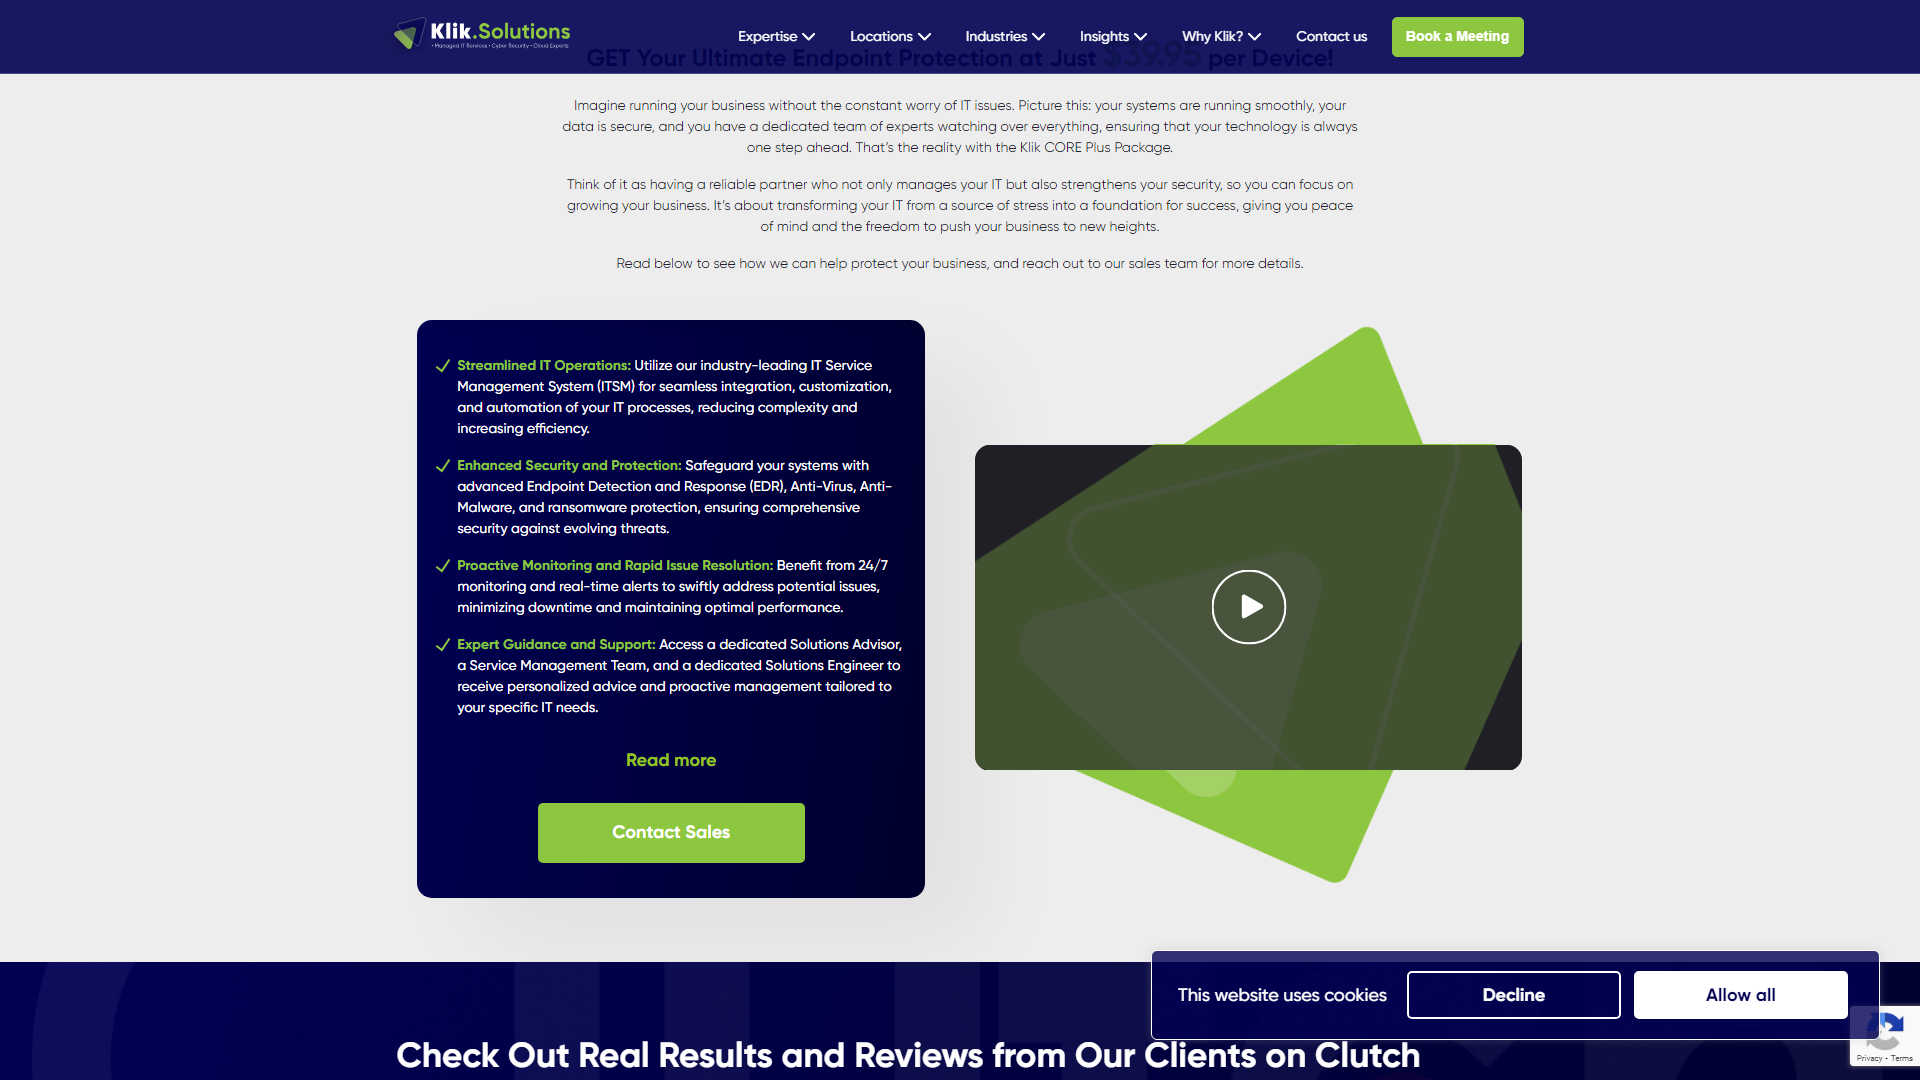 Klik.Solutions
• Managed IT Services • Cyber Security • Cloud Experts
Expertise
Locations
Industries
Insights
Why Klik?
Contact us
Book a Meeting
GET Your Ultimate Endpoint Protection at Just $39.95 per Device!
Imagine running your business without the constant worry of IT issues. Picture this: your systems are running smoothly, your
data is secure, and you have a dedicated team of experts watching over everything, ensuring that your technology is always
one step ahead. That’s the reality with the Klik CORE Plus Package.
Think of it as having a reliable partner who not only manages your IT but also strengthens your security, so you can focus on
growing your business. It’s about transforming your IT from a source of stress into a foundation for success, giving you peace
of mind and the freedom to push your business to new heights.
Read below to see how we can help protect your business, and reach out to our sales team for more details.
Streamlined IT Operations: Utilize our industry-leading IT Service
Management System (ITSM) for seamless integration, customization,
and automation of your IT processes, reducing complexity and
increasing efficiency.
Enhanced Security and Protection: Safeguard your systems with
advanced Endpoint Detection and Response (EDR), Anti-Virus, Anti-
Malware, and ransomware protection, ensuring comprehensive
security against evolving threats.
Proactive Monitoring and Rapid Issue Resolution: Benefit from 24/7
monitoring and real-time alerts to swiftly address potential issues,
minimizing downtime and maintaining optimal performance.
Expert Guidance and Support: Access a dedicated Solutions Advisor,
a Service Management Team, and a dedicated Solutions Engineer to
receive personalized advice and proactive management tailored to
your specific IT needs.
Read more
Contact Sales
This website uses cookies
Decline
Allow all
Privacy - Terms
Check Out Real Results and Reviews from Our Clients on Clutch